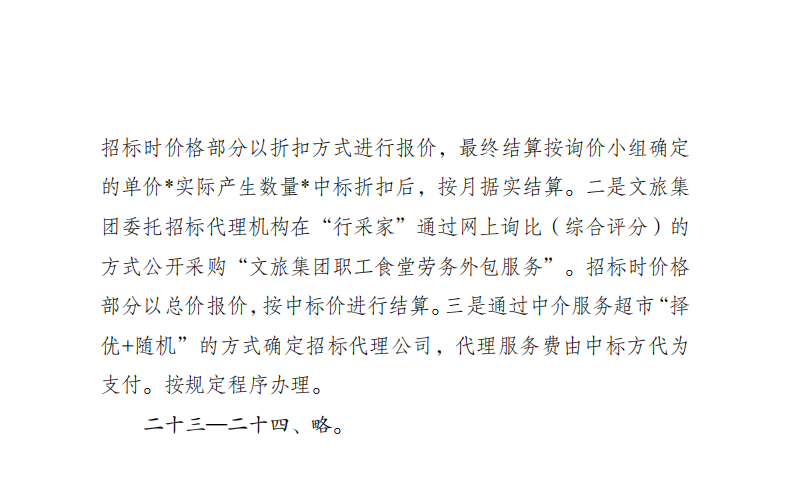 招标时价格部分以折扣方式进行报价，最终结算按询价小组确定
的单价*实际产生数量*中标折扣后，按月据实结算。二是文旅集
团委托招标代理机构在“行采家”通过网上询比（综合评分）的
方式公开采购“文旅集团职工食堂劳务外包服务”。招标时价格
部分以总价报价，按中标价进行结算。三是通过中介服务超市“择
优+随机”的方式确定招标代理公司，代理服务费由中标方代为
支付。按规定程序办理。
二十三—二十四、略。